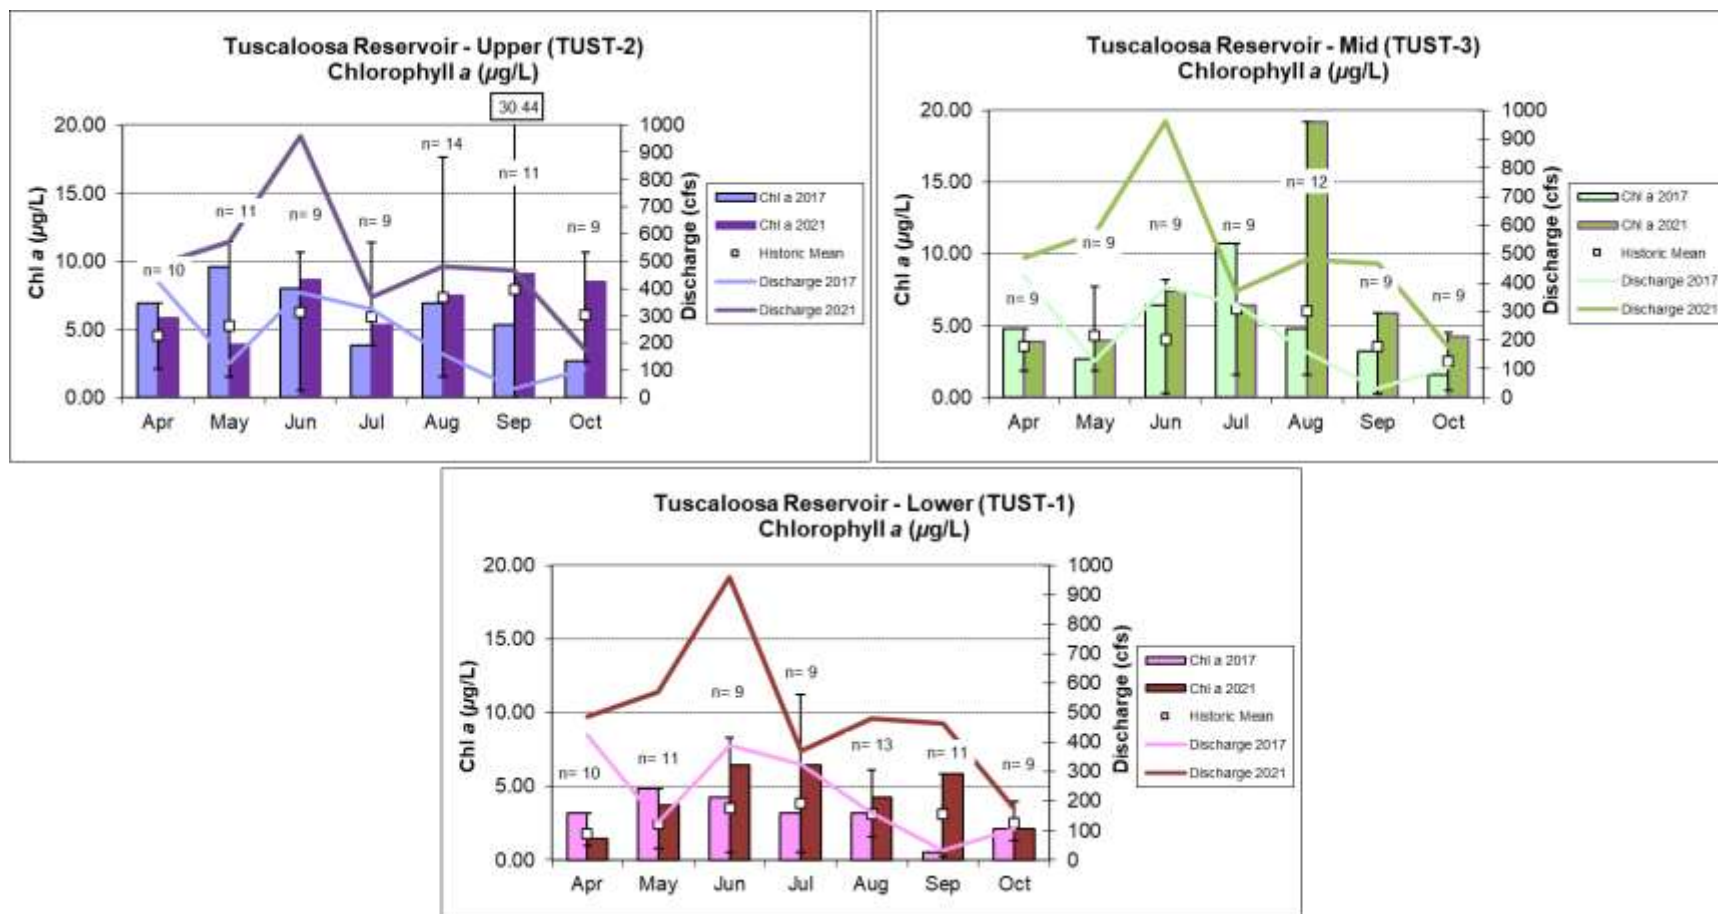 Tuscaloosa Reservoir - Upper (TUST-2)
Chlorophyll a (µg/L)
30.44
20.00
15.00
10.00
5.00
0.00
Chl a (µg/L)
n= 10
n= 11
n= 9
n= 9
n= 14
n= 11
n= 9
1000
900
800
700
600
500
400
300
200
100
0
Discharge (cfs)
Apr May Jun Jul Aug Sep Oct
Chl a 2017
Chl a 2021
Historic Mean
Discharge 2017
Discharge 2021
Tuscaloosa Reservoir - Mid (TUST-3)
Chlorophyll a (µg/L)
20.00
15.00
10.00
5.00
0.00
Chl a (µg/L)
n= 9
n= 9
n= 9
n= 9
n= 12
n= 9
n= 9
1000
900
800
700
600
500
400
300
200
100
0
Discharge (cfs)
Apr May Jun Jul Aug Sep Oct
Chl a 2017
Chl a 2021
Historic Mean
Discharge 2017
Discharge 2021
Tuscaloosa Reservoir - Lower (TUST-1)
Chlorophyll a (µg/L)
20.00
15.00
10.00
5.00
0.00
Chl a (µg/L)
n= 10
n= 11
n= 9
n= 9
n= 13
n= 11
n= 9
1000
900
800
700
600
500
400
300
200
100
0
Discharge (cfs)
Apr May Jun Jul Aug Sep Oct
Chl a 2017
Chl a 2021
Historic Mean
Discharge 2017
Discharge 2021